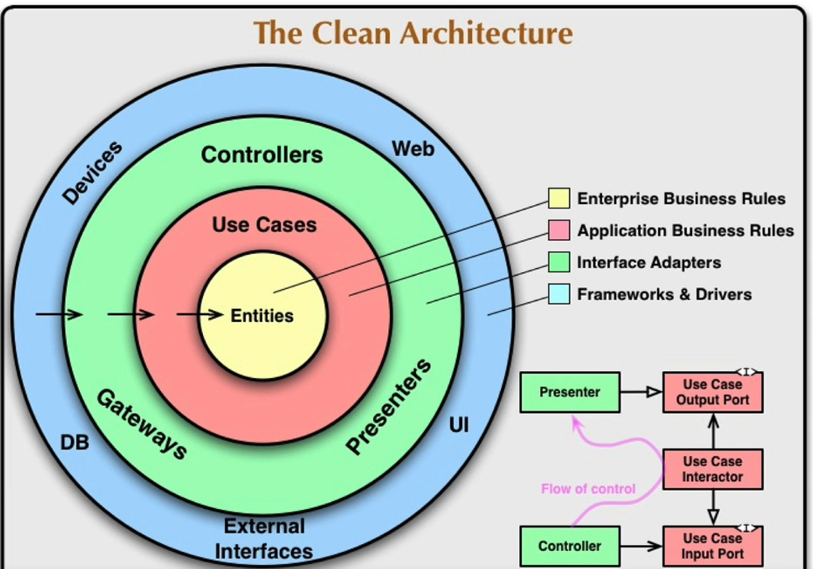 The Clean Architecture
Devices
Web
Controllers
Use Cases
Entities
Gateways
Presenters
DB
UI
External
Interfaces
Enterprise Business Rules
Application Business Rules
Interface Adapters
Frameworks & Drivers
Presenter
<I>
Use Case
Output Port
Use Case
Interactor
Flow of control
Controller
<I>
Use Case
Input Port